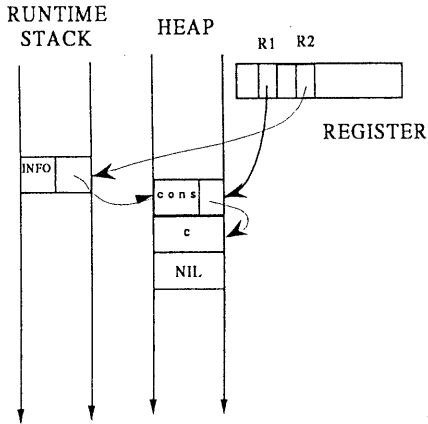 RUNTIME
STACK
HEAP
R1 R2
REGISTER
INFO
cons
c
NIL